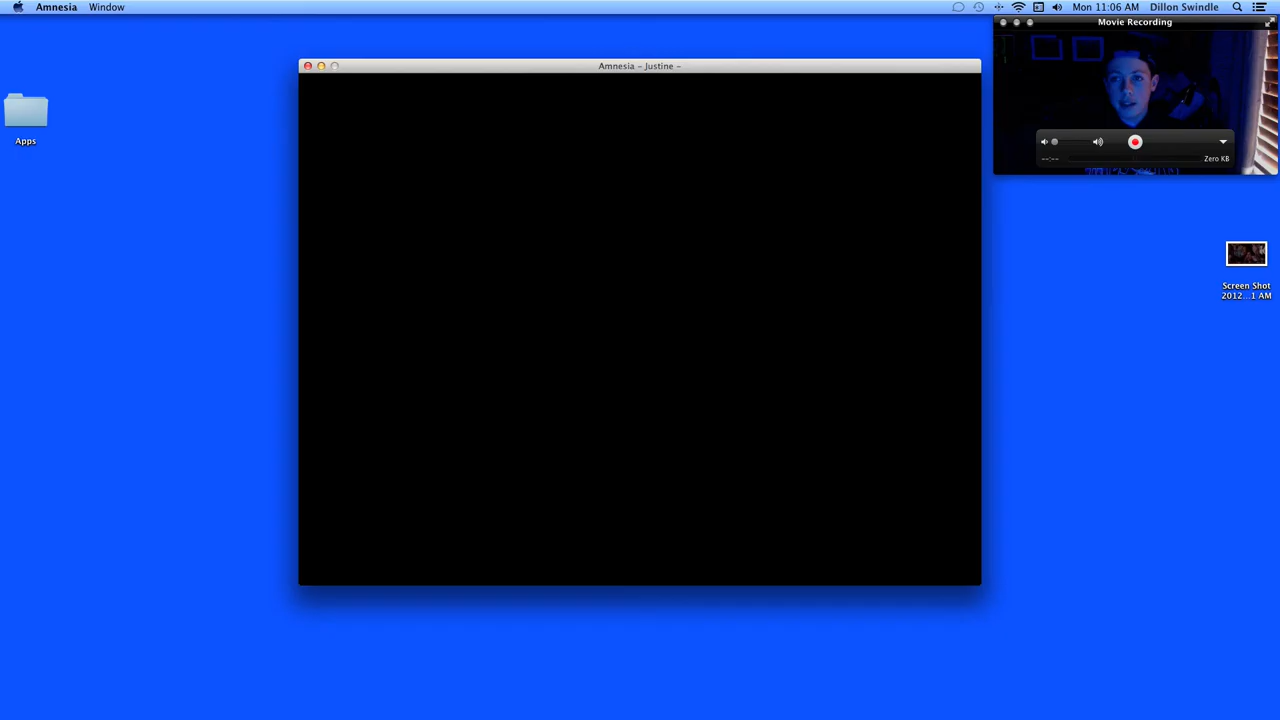 Amnesia Window Mon 11:06 AM Dillon Swindle
Movie Recording
Amnesia - Justine -
Apps
--:-- Zero KB
Screen Shot
2012...1 AM